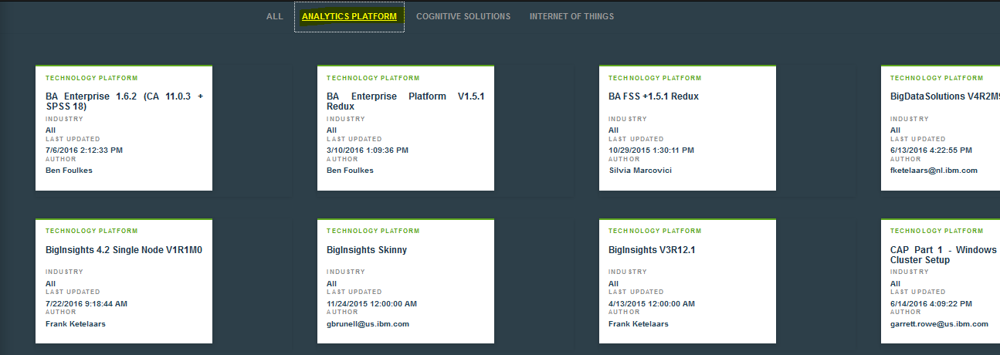 ALL ANALYTICS PLATFORM COGNITIVE SOLUTIONS INTERNET OF THINGS
TECHNOLOGY PLATFORM
BA Enterprise 1.6.2 (CA 11.0.3 +
SPSS 18)
INDUSTRY
All
LAST UPDATED
7/6/2016 2:12:33 PM
AUTHOR
Ben Foulkes
TECHNOLOGY PLATFORM
BA Enterprise Platform V1.5.1
Redux
INDUSTRY
All
LAST UPDATED
3/10/2016 1:09:36 PM
AUTHOR
Ben Foulkes
TECHNOLOGY PLATFORM
BA FSS +1.5.1 Redux
INDUSTRY
All
LAST UPDATED
10/29/2015 1:30:11 PM
AUTHOR
Silvia Marcovici
TECHNOLOGY PLATFORM
BigDataSolutions
INDUSTRY
All
LAST UPDATED
6/13/2016 4:22:55 PM
AUTHOR
fketelaars@nl.ibm.com
TECHNOLOGY PLATFORM
BigInsights 4.2 Single Node V1R1M0
INDUSTRY
All
LAST UPDATED
7/22/2016 9:18:44 AM
AUTHOR
Frank Ketelaars
TECHNOLOGY PLATFORM
BigInsights Skinny
INDUSTRY
All
LAST UPDATED
11/24/2015 12:00:00 AM
AUTHOR
gbrunell@us.ibm.com
TECHNOLOGY PLATFORM
BigInsights V3R12.1
INDUSTRY
All
LAST UPDATED
4/13/2015 12:00:00 AM
AUTHOR
Frank Ketelaars
TECHNOLOGY PLATFORM
CAP Part 1 - Windows
Cluster Setup
INDUSTRY
All
LAST UPDATED
6/14/2016 4:09:22 PM
AUTHOR
garrett.rowe@us.ibm.com